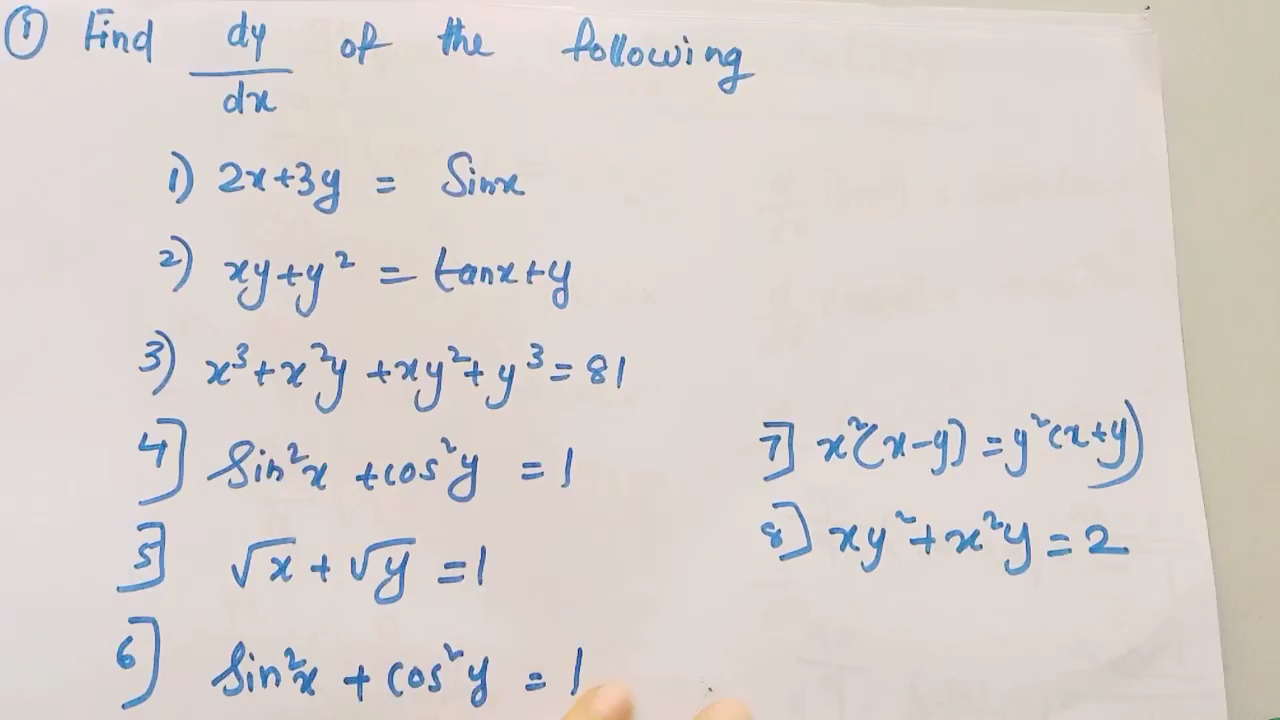 ① Find dy/dx of the following
1) 2x+3y = Sinx
2) xy+y² = tanx+y
3) x³+x²y+xy²+y³=81
4] Sin²x+cos²y=1
5] √x+√y=1
6] Sin²x+cos²y=1
7] x²(x-y)=y²(x+y)
8] xy²+x²y=2